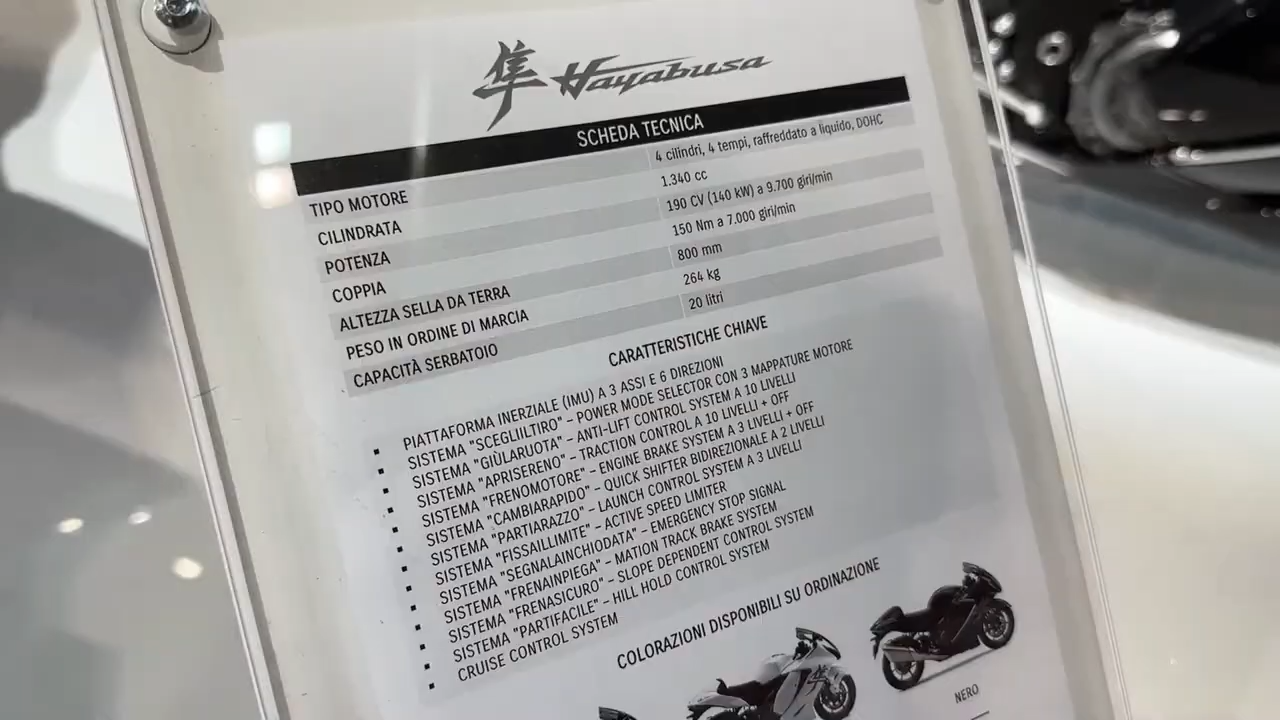 隼 Hayabusa
SCHEDA TECNICA
TIPO MOTORE 4 cilindri, 4 tempi, raffreddato a liquido, DOHC
CILINDRATA 1.340 cc
POTENZA 190 CV (140 kW) a 9.700 giri/min
COPPIA 150 Nm a 7.000 giri/min
ALTEZZA SELLA DA TERRA 800 mm
PESO IN ORDINE DI MARCIA 264 kg
CAPACITÀ SERBATOIO 20 litri
CARATTERISTICHE CHIAVE
▪ PIATTAFORMA INERZIALE (IMU) A 3 ASSI E 6 DIREZIONI
▪ SISTEMA "SCEGLIILTIRO" – POWER MODE SELECTOR CON 3 MAPPATURE MOTORE
▪ SISTEMA "GIÙLARUOTA" – ANTI-LIFT CONTROL SYSTEM A 10 LIVELLI
▪ SISTEMA "APRISERENO" – TRACTION CONTROL A 10 LIVELLI + OFF
▪ SISTEMA "FRENOMOTORE" – ENGINE BRAKE SYSTEM A 3 LIVELLI + OFF
▪ SISTEMA "CAMBIARAPIDO" – QUICK SHIFTER BIDIREZIONALE A 2 LIVELLI
▪ SISTEMA "PARTIARAZZO" – LAUNCH CONTROL SYSTEM A 3 LIVELLI
▪ SISTEMA "FISSAILLIMITE" – ACTIVE SPEED LIMITER
▪ SISTEMA "SEGNALAINCHIODATA" – EMERGENCY STOP SIGNAL
▪ SISTEMA "FRENAINPIEGA" – MATION TRACK BRAKE SYSTEM
▪ SISTEMA "FRENASICURO" – SLOPE DEPENDENT CONTROL SYSTEM
▪ SISTEMA "PARTIFACILE" – HILL HOLD CONTROL SYSTEM
▪ CRUISE CONTROL SYSTEM
COLORAZIONI DISPONIBILI SU ORDINAZIONE
隼
NERO